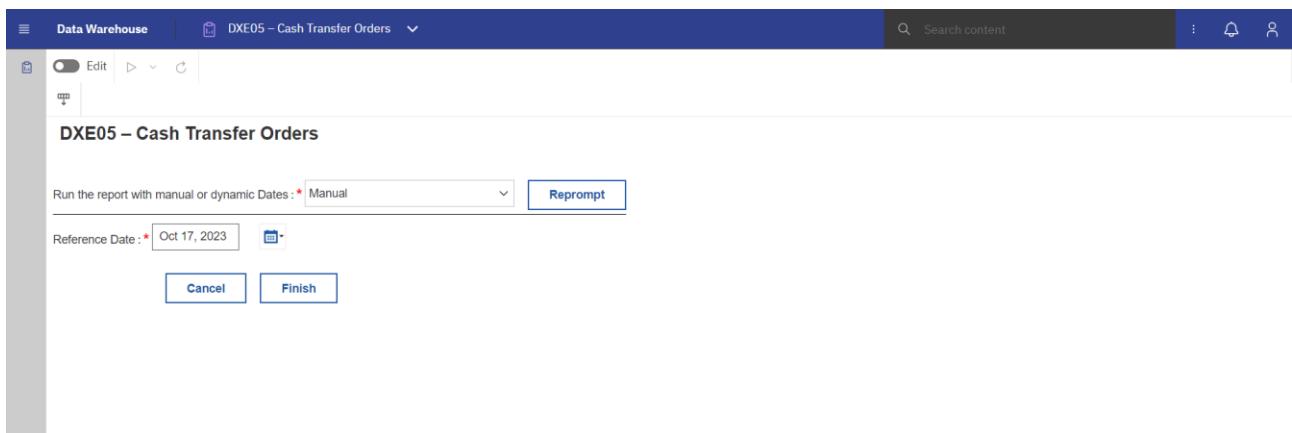 Data Warehouse DXE05 – Cash Transfer Orders Search content
Edit
DXE05 – Cash Transfer Orders
Run the report with manual or dynamic Dates : * Manual Reprompt
Reference Date : * Oct 17, 2023
Cancel Finish